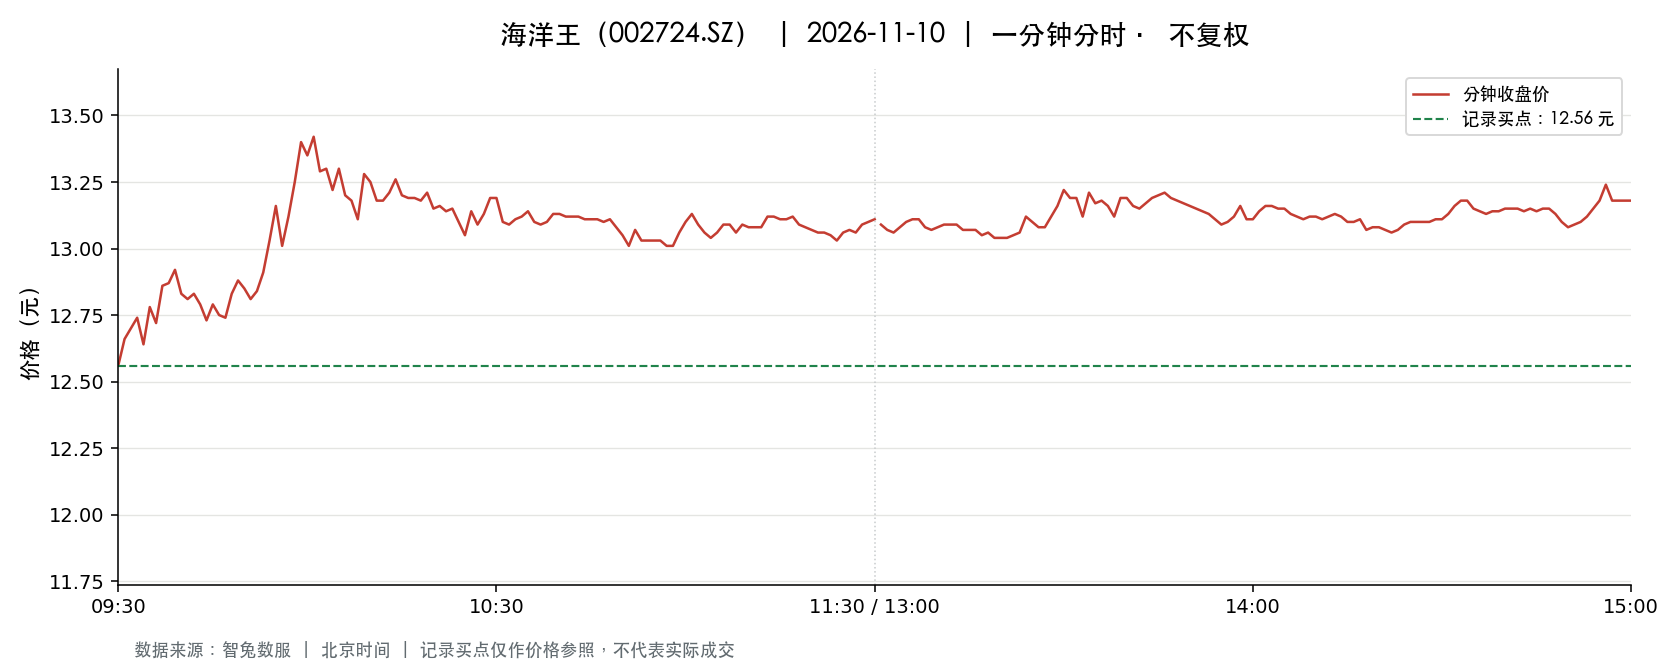 海洋王（002724.SZ） | 2026-11-10 | 一分钟分时 · 不复权
分钟收盘价
记录买点：12.56 元
价格（元）
13.50
13.25
13.00
12.75
12.50
12.25
12.00
11.75
09:30
10:30
11:30 / 13:00
14:00
15:00
数据来源：智兔数服 | 北京时间 | 记录买点仅作价格参照，不代表实际成交